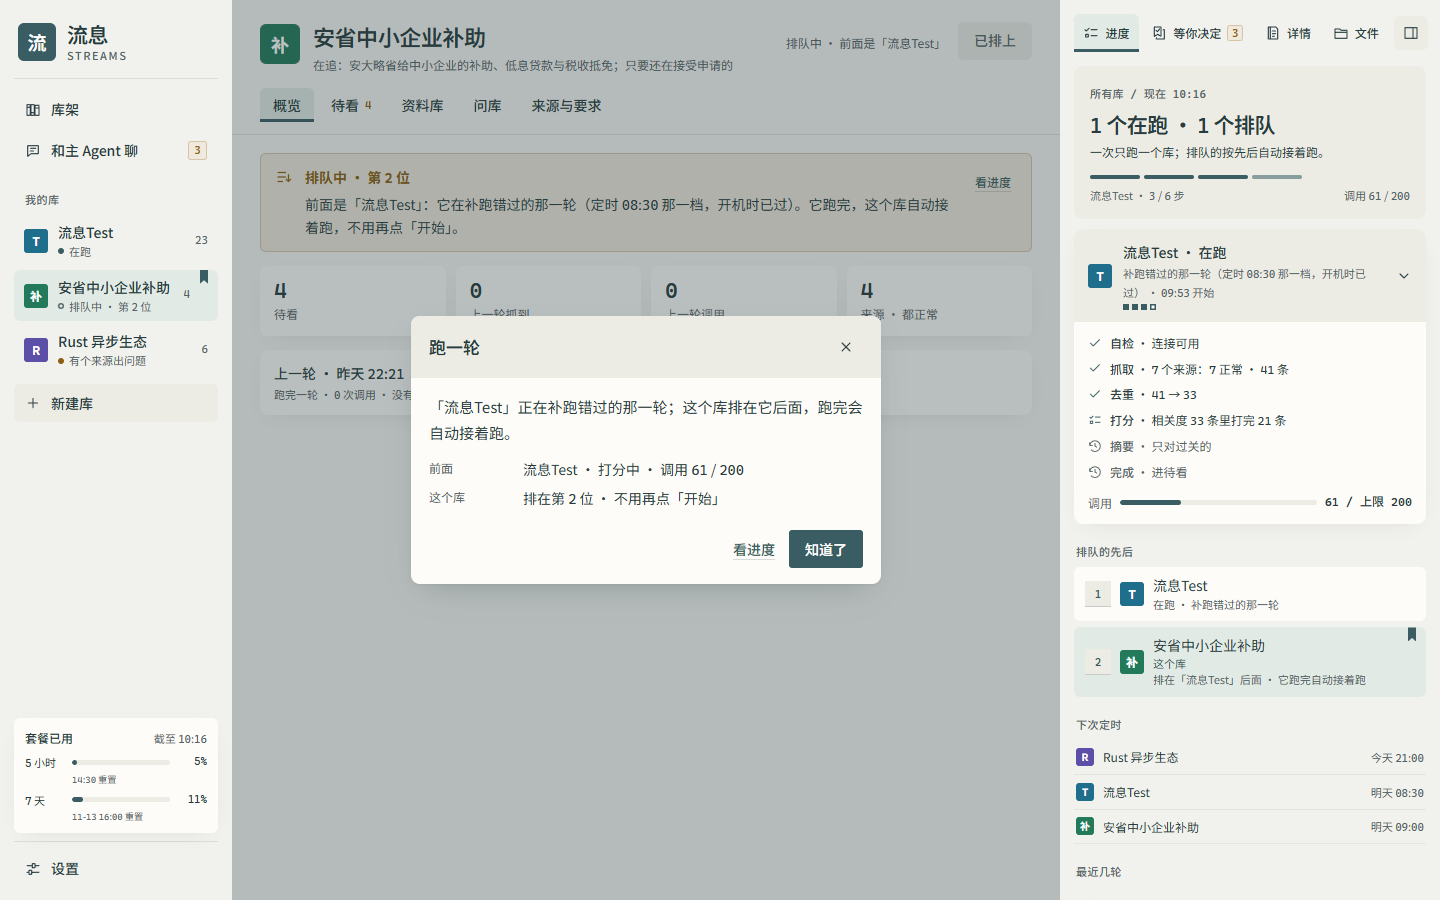 流
流息
STREAMS
库架
和主 Agent 聊
3
我的库
T
流息Test
在跑
23
补
安省中小企业补助
排队中 · 第 2 位
4
R
Rust 异步生态
有个来源出问题
6
新建库
套餐已用
截至 10:16
5 小时
5%
14:30 重置
7 天
11%
11-13 16:00 重置
设置
补
安省中小企业补助
在追：安大略省给中小企业的补助、低息贷款与税收抵免；只要还在接受申请的
排队中 · 前面是「流息Test」
已排上
概览
待看 4
资料库
问库
来源与要求
排队中 · 第 2 位
前面是「流息Test」：它在补跑错过的那一轮（定时 08:30 那一档，开机时已过）。它跑完，这个库自动接
着跑，不用再点「开始」。
看进度
4
待看
0
上一轮抓到
0
上一轮调用
4
来源 · 都正常
上一轮 · 昨天 22:21
跑完一轮 · 0 次调用 · 没有
跑一轮
「流息Test」正在补跑错过的那一轮；这个库排在它后面，跑完会
自动接着跑。
前面
流息Test · 打分中 · 调用 61 / 200
这个库
排在第 2 位 · 不用再点「开始」
看进度
知道了
进度
等你决定 3
详情
文件
所有库 / 现在 10:16
1 个在跑 · 1 个排队
一次只跑一个库；排队的按先后自动接着跑。
流息Test · 3 / 6 步
调用 61 / 200
T
流息Test · 在跑
补跑错过的那一轮（定时 08:30 那一档，开机时已
过） · 09:53 开始
自检 · 连接可用
抓取 · 7 个来源：7 正常 · 41 条
去重 · 41 → 33
打分 · 相关度 33 条里打完 21 条
摘要 · 只对过关的
完成 · 进待看
调用
61 / 上限 200
排队的先后
1
T
流息Test
在跑 · 补跑错过的那一轮
2
补
安省中小企业补助
这个库
排在「流息Test」后面 · 它跑完自动接着跑
下次定时
R
Rust 异步生态
今天 21:00
T
流息Test
明天 08:30
补
安省中小企业补助
明天 09:00
最近几轮